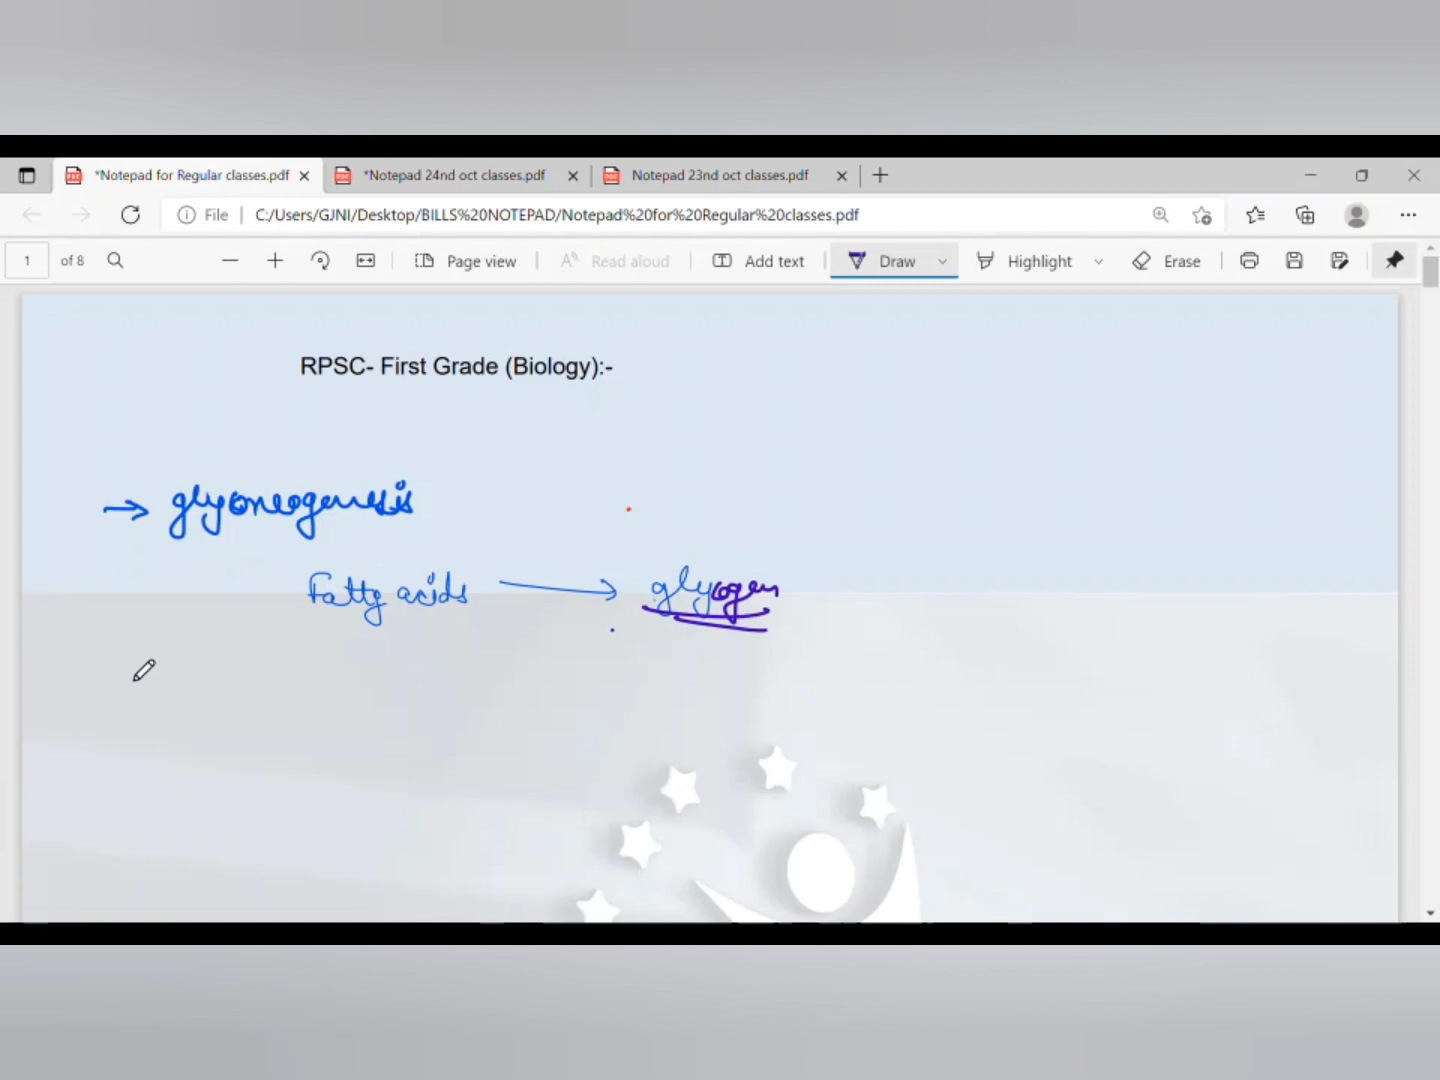 *Notepad for Regular classes.pdf *Notepad 24nd oct classes.pdf Notepad 23nd oct classes.pdf
File C:/Users/GJNI/Desktop/BILLS%20NOTEPAD/Notepad%20for%20Regular%20classes.pdf
1 of 8 Page view Read aloud Add text Draw Highlight Erase
RPSC- First Grade (Biology):-
→ glyconeogenesis
Fatty acids → glycogen